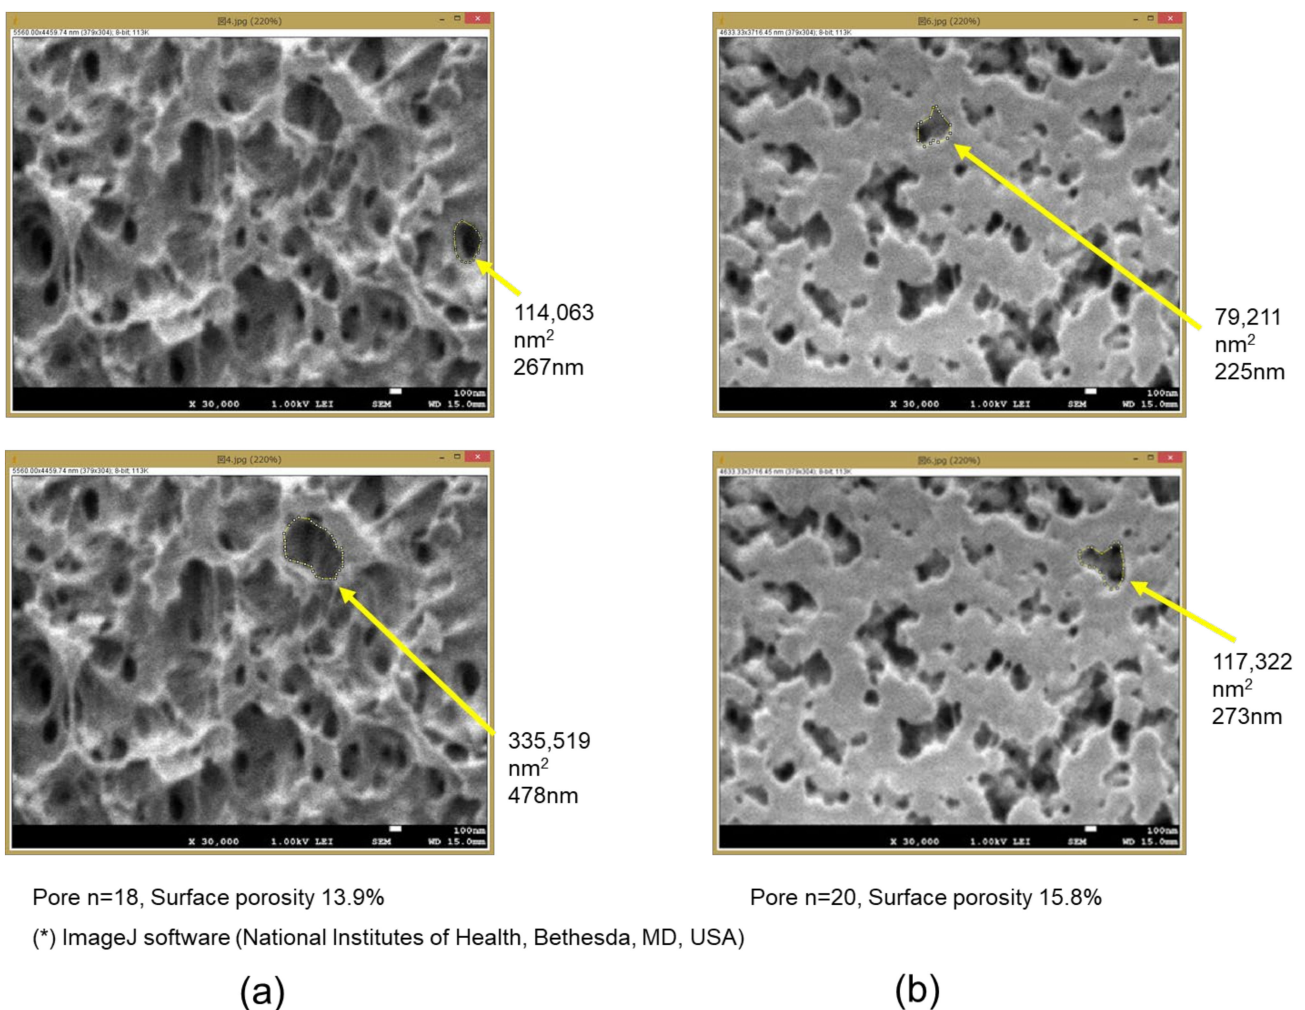 图4.jpg (220%)
5560.00x4459.74 nm (379x304); 8-bit; 113K
X 30,000 1.00kV LEI SEM WD 15.0mm
100nm
114,063
nm2
267nm
图6.jpg (220%)
4633.33x3716.45 nm (379x304); 8-bit; 113K
X 30,000 1.00kV LEI SEM WD 15.0mm
100nm
79,211
nm2
225nm
图4.jpg (220%)
5560.00x4459.74 nm (379x304); 8-bit; 113K
X 30,000 1.00kV LEI SEM WD 15.0mm
100nm
335,519
nm2
478nm
图6.jpg (220%)
4633.33x3716.45 nm (379x304); 8-bit; 113K
X 30,000 1.00kV LEI SEM WD 15.0mm
100nm
117,322
nm2
273nm
Pore n=18, Surface porosity 13.9%
Pore n=20, Surface porosity 15.8%
(*) ImageJ software (National Institutes of Health, Bethesda, MD, USA)
(a)
(b)